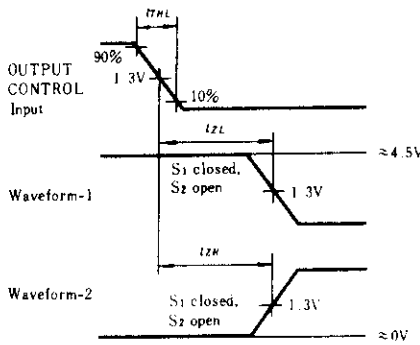 tTHL
90%
OUTPUT
CONTROL
Input
1.3V
10%
tZL
≈4.5V
S1 closed,
S2 open
Waveform-1
1.3V
tZH
Waveform-2
S1 closed,
S2 open
1.3V
≈0V